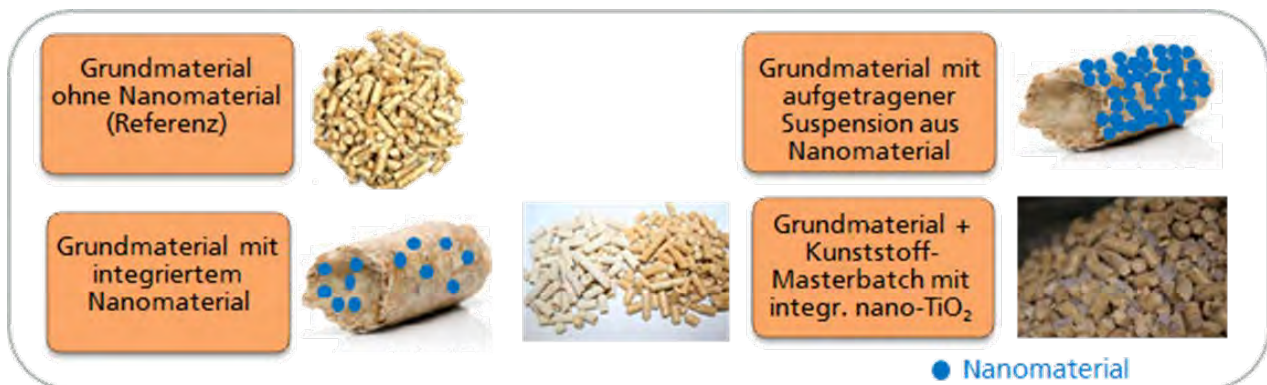 Grundmaterial
ohne Nanomaterial
(Referenz)
Grundmaterial mit
aufgetragener
Suspension aus
Nanomaterial
Grundmaterial mit
integriertem
Nanomaterial
Grundmaterial +
Kunststoff-
Masterbatch mit
integr. nano-TiO₂
Nanomaterial